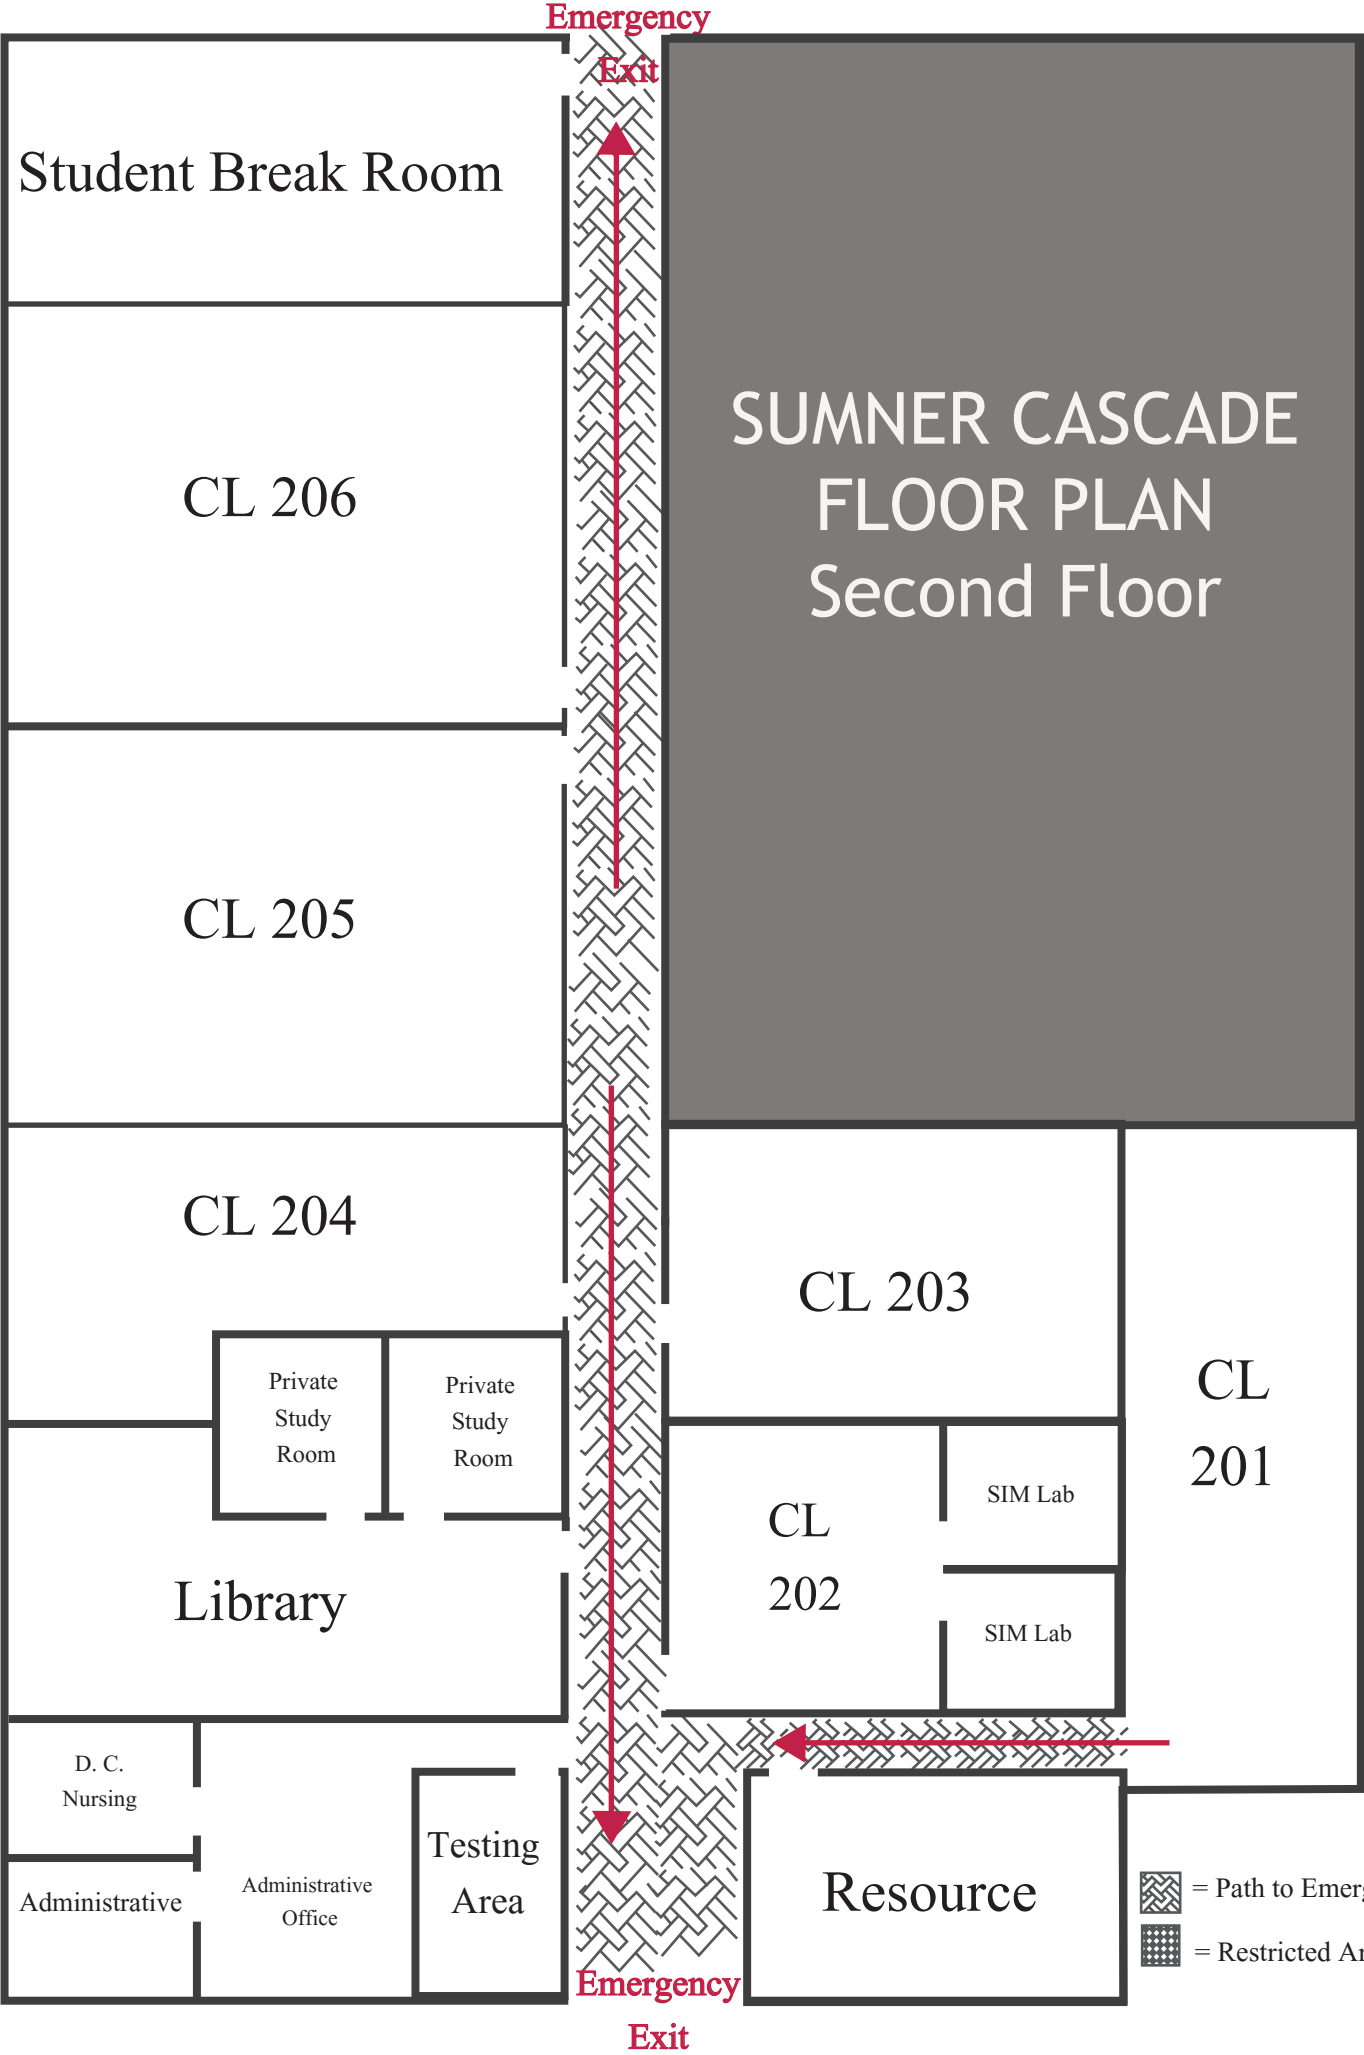 Emergency
Exit
Student Break Room
SUMNER CASCADE
FLOOR PLAN
Second Floor
CL 206
CL 205
CL 204
CL 203
Private
Study
Room
Private
Study
Room
CL
201
CL
202
SIM Lab
SIM Lab
Library
D. C.
Nursing
Administrative
Administrative
Office
Testing
Area
Resource
= Path to Emerg
= Restricted Ar
Emergency
Exit